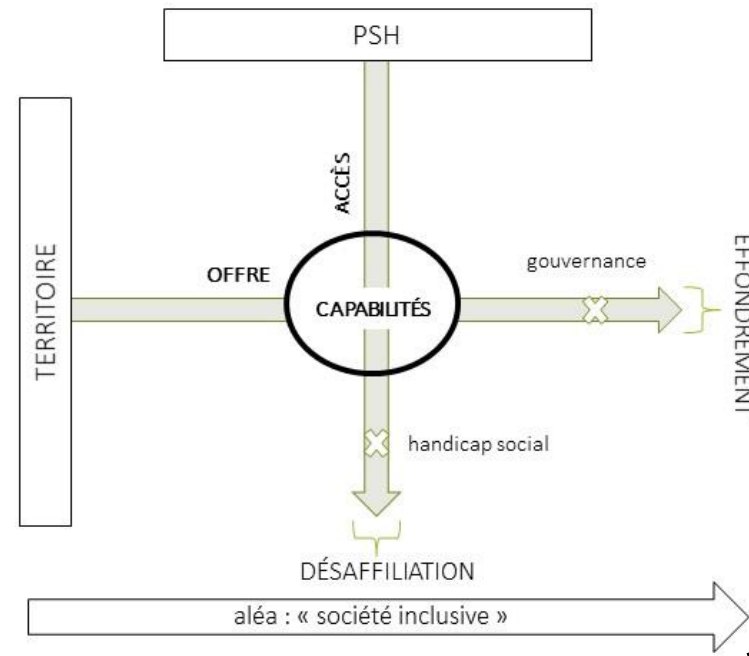 PSH
ACCÈS
TERRITOIRE
OFFRE
CAPABILITÉS
gouvernance
EFFONDREMENT
handicap social
DÉSAFFILIATION
aléa : « société inclusive »